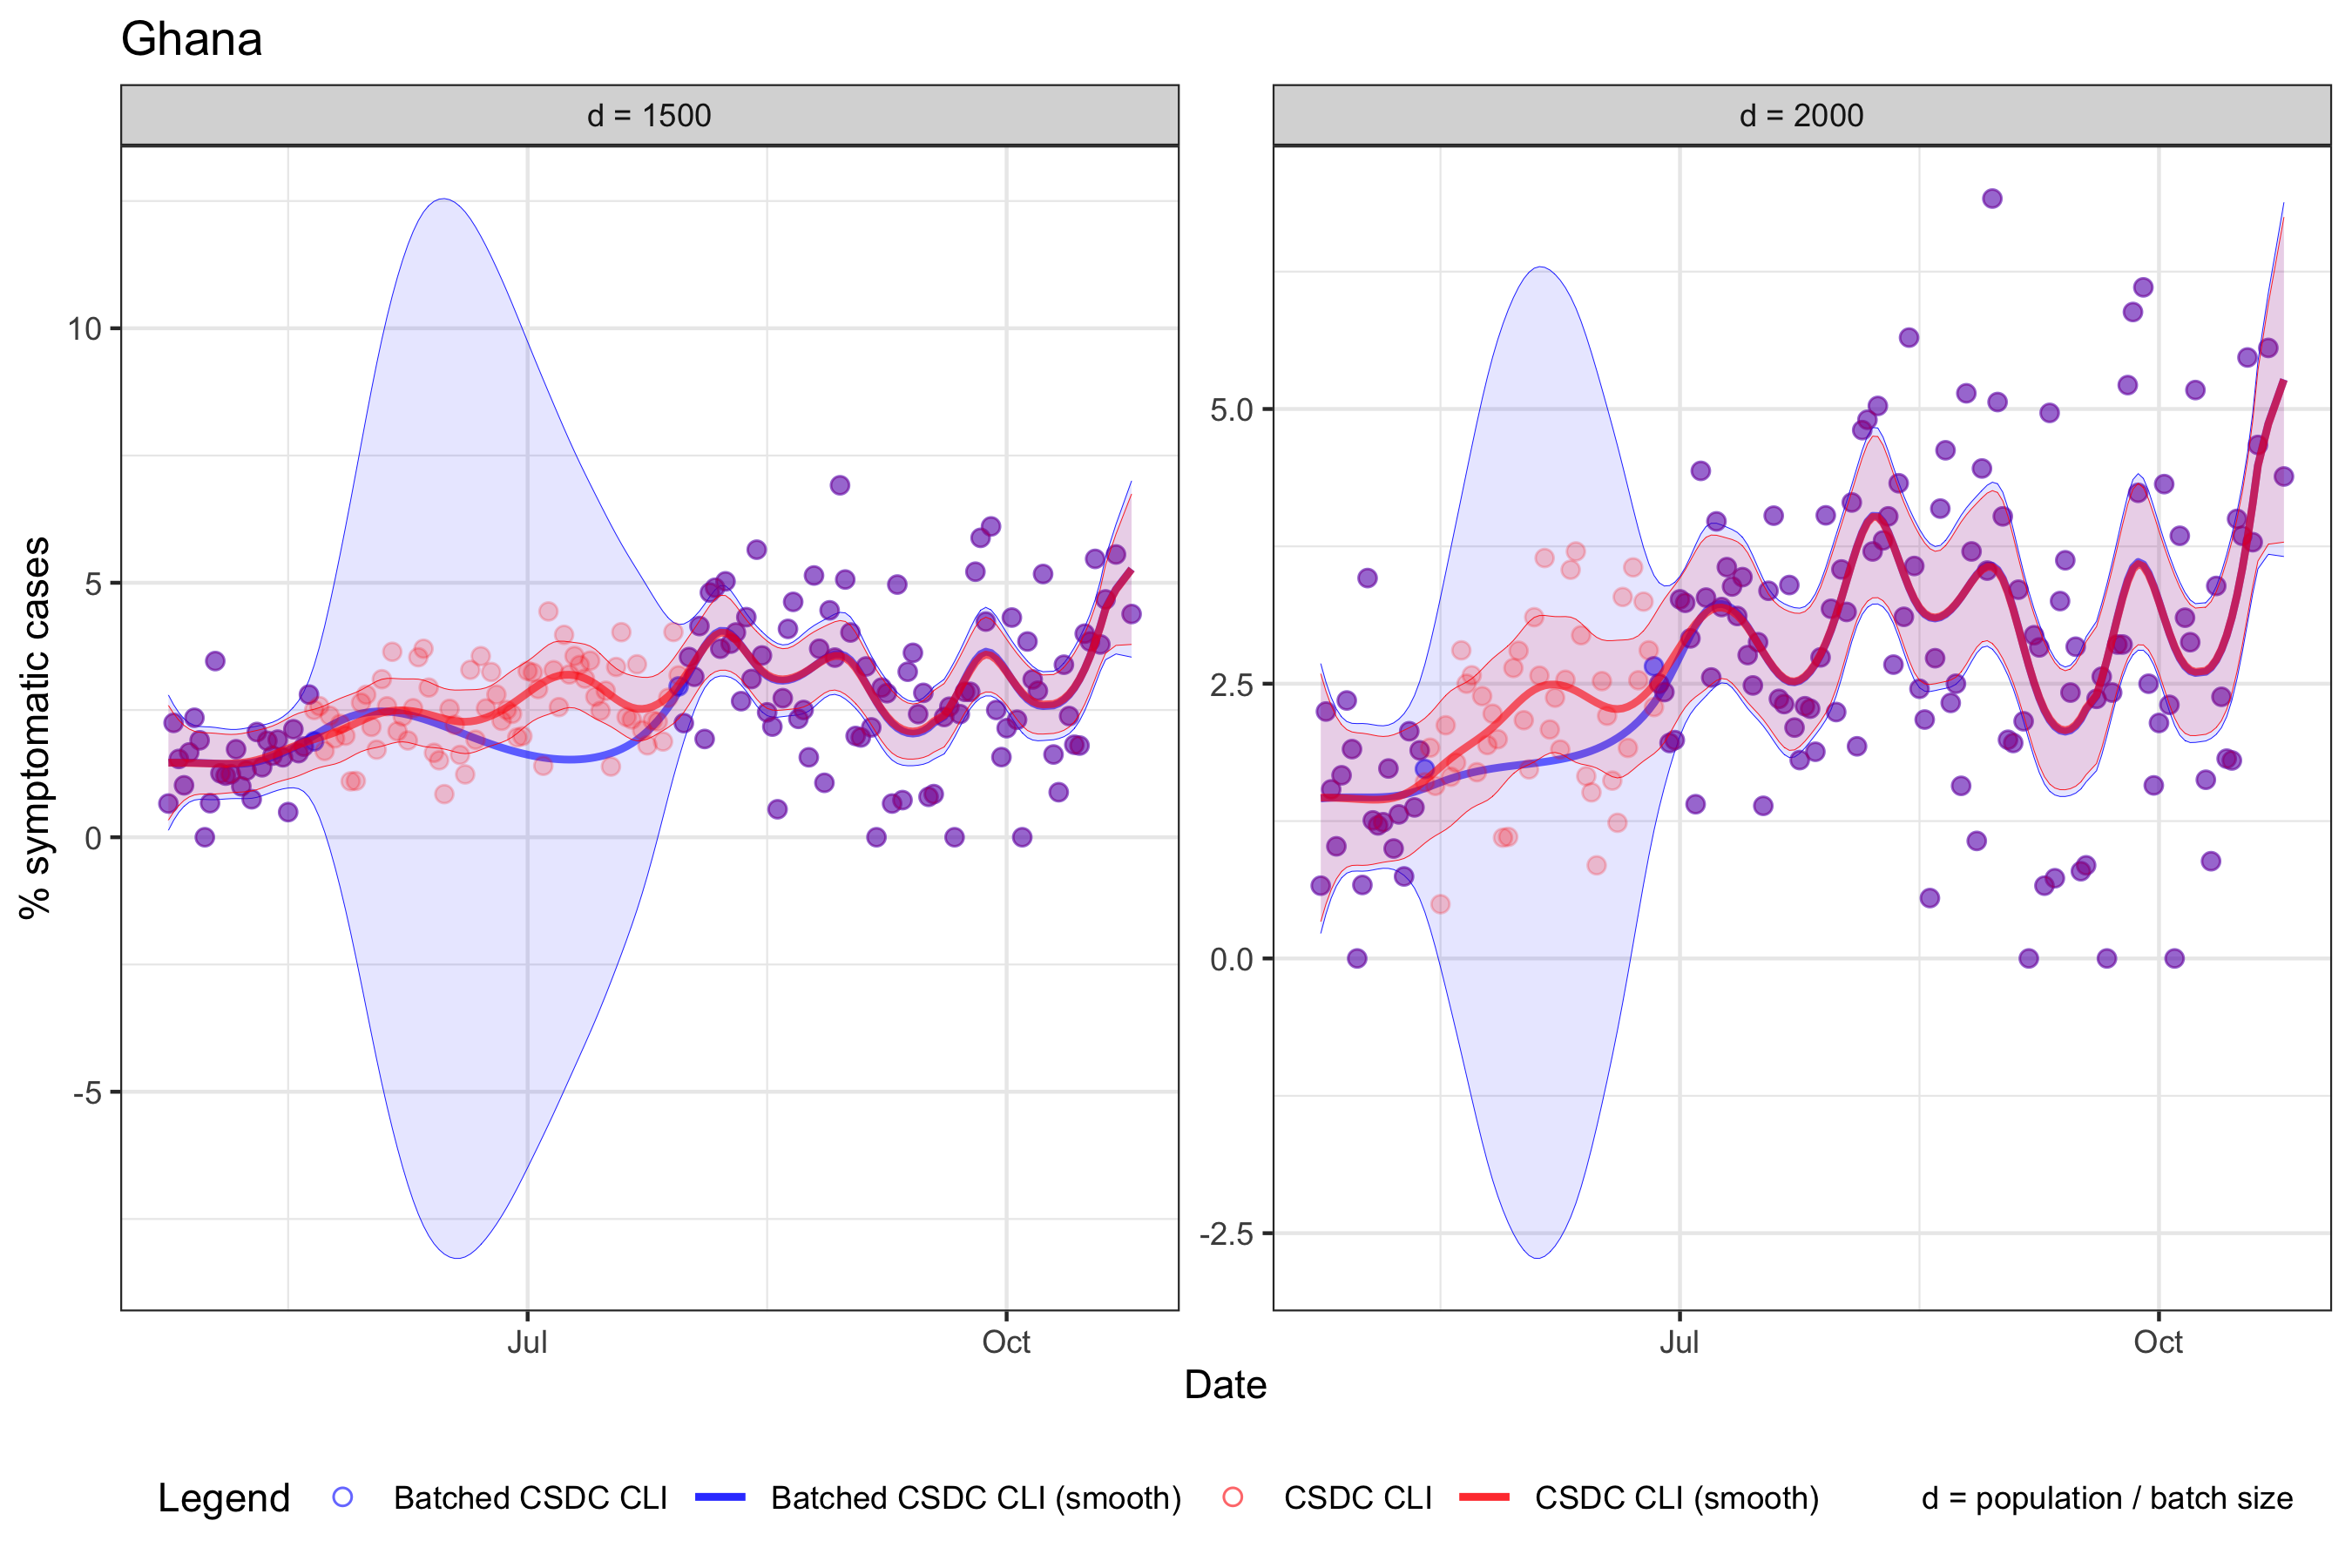 Ghana
d = 1500
d = 2000
% symptomatic cases
10
5
0
-5
5.0
2.5
0.0
-2.5
Jul
Oct
Jul
Oct
Date
Legend
Batched CSDC CLI
Batched CSDC CLI (smooth)
CSDC CLI
CSDC CLI (smooth)
d = population / batch size